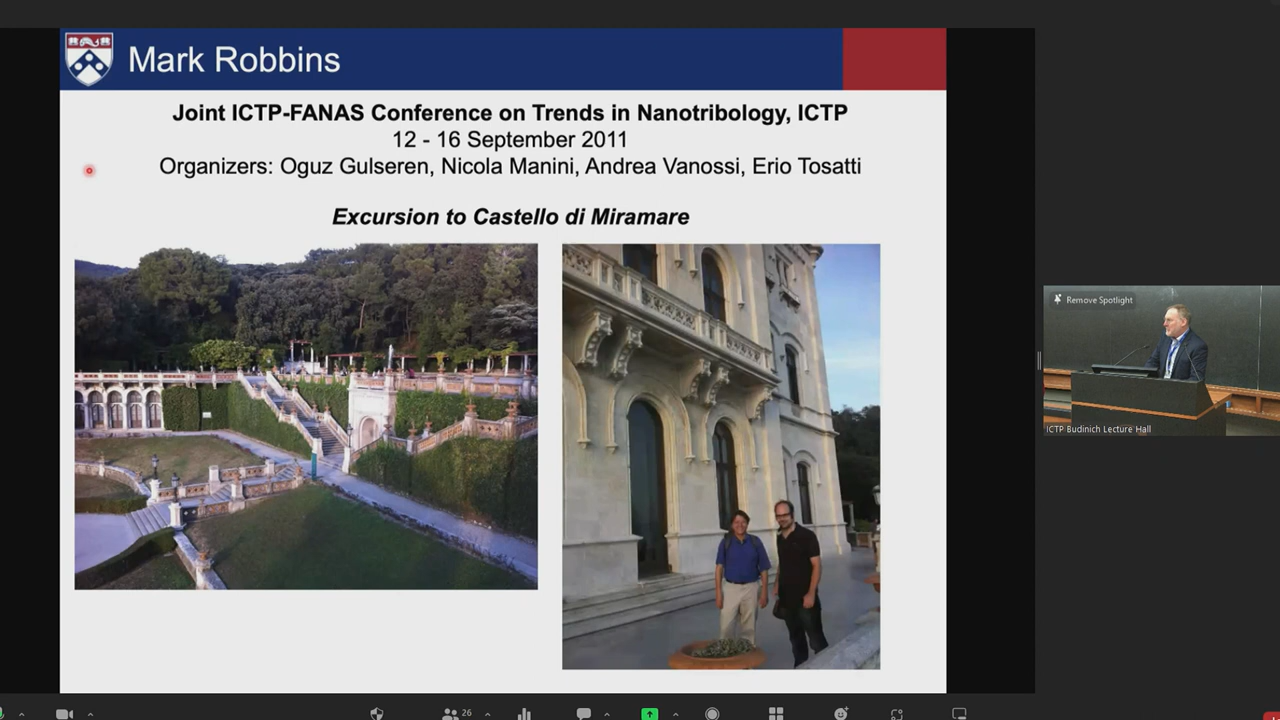 Mark Robbins
Joint ICTP-FANAS Conference on Trends in Nanotribology, ICTP
12 - 16 September 2011
Organizers: Oguz Gulseren, Nicola Manini, Andrea Vanossi, Erio Tosatti
Excursion to Castello di Miramare
Remove Spotlight
ICTP Budinich Lecture Hall
26